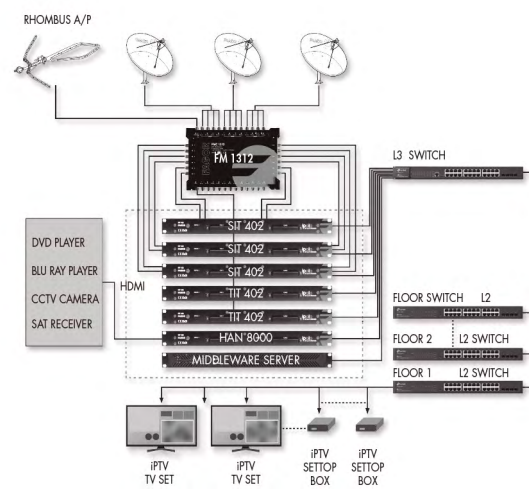 RHOMBUS A/P
FM 1312
L3 SWITCH
SIT 402
SIT 402
SIT 402
TIT 402
TIT 402
HAN 8000
MIDDLEWARE SERVER
HDMI
DVD PLAYER
BLU RAY PLAYER
CCTV CAMERA
SAT RECEIVER
FLOOR SWITCH L2
FLOOR 2 L2 SWITCH
FLOOR 1 L2 SWITCH
iPTV
TV SET
iPTV
TV SET
iPTV
SETTOP
BOX
iPTV
SETTOP
BOX